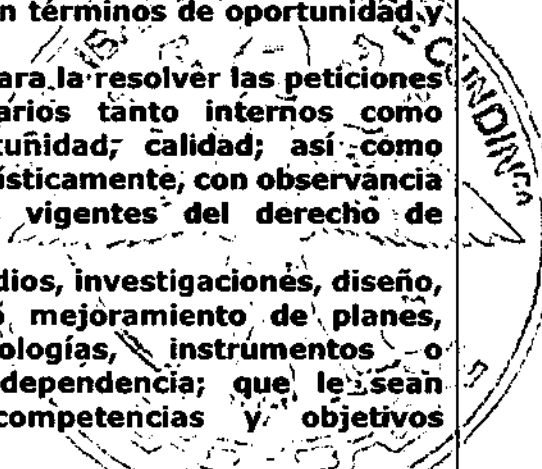 n términos de oportunidad y
ara la resolver las peticiones
arios tanto internos como
tunidad, calidad; así como
ísticamente, con observancia
vigentes del derecho de
dios, investigaciones, diseño,
mejoramiento de planes,
ologías, instrumentos o
dependencia; que le sean
competencias y objetivos
CUNDINA